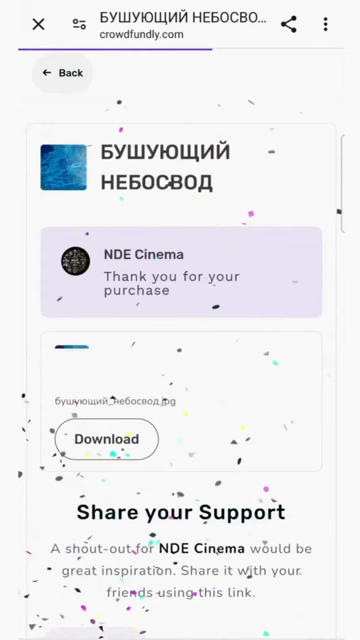 БУШУЮЩИЙ НЕБОСВО...
crowdfundly.com
Back
БУШУЮЩИЙ
НЕБОСВОД
NDE Cinema
Thank you for your
purchase
бушующий_небосвод.jpg
Download
Share your Support
A shout-out for NDE Cinema would be
great inspiration. Share it with your
friends using this link.